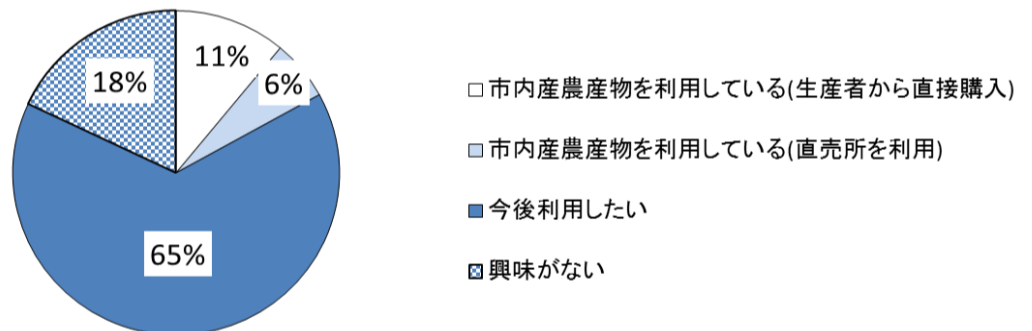 11%
6%
18%
65%
市内産農産物を利用している(生産者から直接購入)
市内産農産物を利用している(直売所を利用)
今後利用したい
興味がない